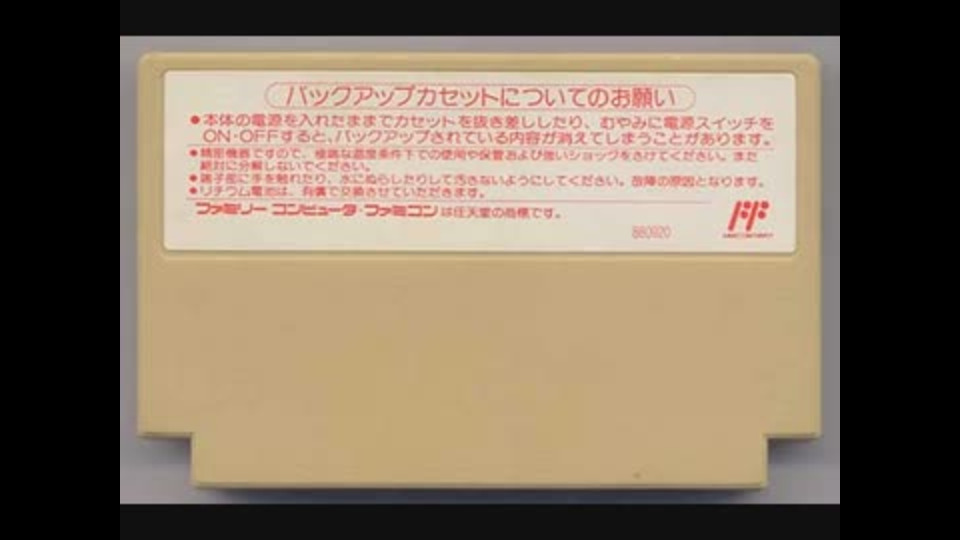 バックアップカセットについてのお願い
●本体の電源を入れたままでカセットを抜き差ししたり、むやみに電源スイッチを
ON・OFFすると、バックアップされている内容が消えてしまうことがあります。
●精密機器ですので、極端な温度条件下での使用や保管および強いショックをさけてください。また
絶対に分解しないでください。
●端子部に手を触れたり、水にぬらしたりして汚さないようにしてください。故障の原因となります。
●リチウム電池は、有償で交換させていただきます。
ファミリーコンピュータ・ファミコンは任天堂の商標です。
880920